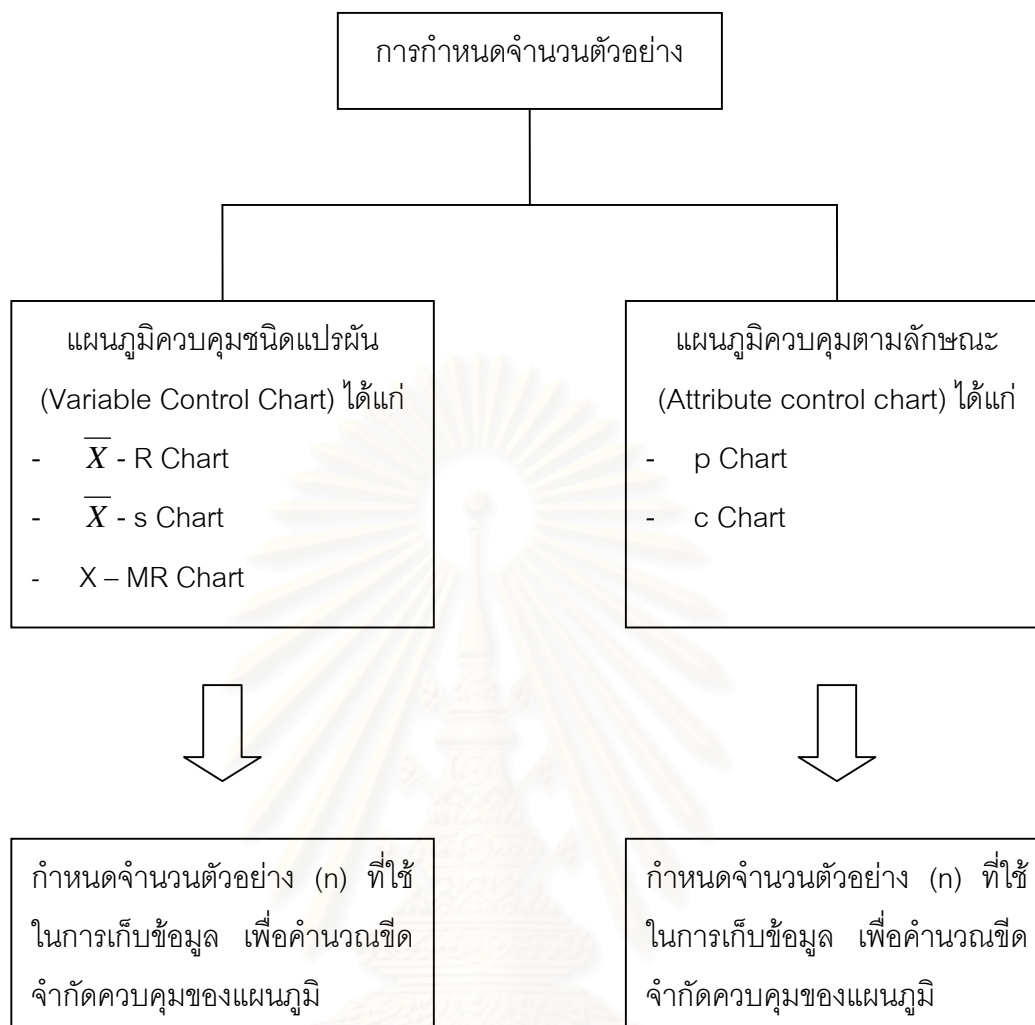 การกำหนดจำนวนตัวอย่าง
แผนภูมิควบคุมชนิดแปรผัน
(Variable Control Chart) ได้แก่
- X̅ - R Chart
- X̅ - s Chart
- X – MR Chart
แผนภูมิควบคุมตามลักษณะ
(Attribute control chart) ได้แก่
- p Chart
- c Chart
กำหนดจำนวนตัวอย่าง (n) ที่ใช้
ในการเก็บข้อมูล เพื่อคำนวณขีด
จำกัดควบคุมของแผนภูมิ
กำหนดจำนวนตัวอย่าง (n) ที่ใช้
ในการเก็บข้อมูล เพื่อคำนวณขีด
จำกัดควบคุมของแผนภูมิ